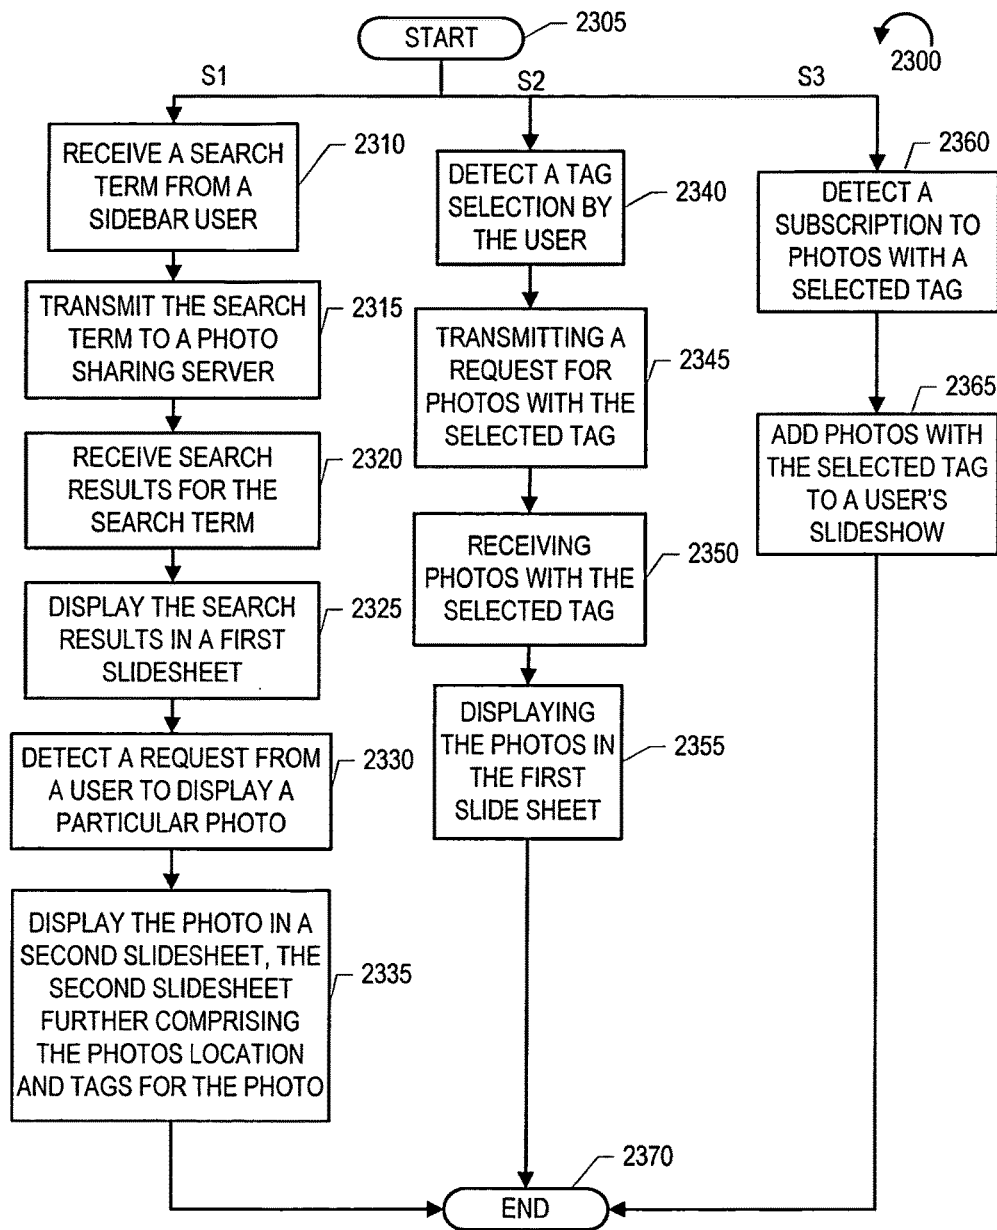 START
2305
2300
S1
S2
S3
RECEIVE A SEARCH
TERM FROM A
SIDEBAR USER
2310
TRANSMIT THE SEARCH
TERM TO A PHOTO
SHARING SERVER
2315
RECEIVE SEARCH
RESULTS FOR THE
SEARCH TERM
2320
DISPLAY THE SEARCH
RESULTS IN A FIRST
SLIDESHEET
2325
DETECT A REQUEST FROM
A USER TO DISPLAY A
PARTICULAR PHOTO
2330
DISPLAY THE PHOTO IN A
SECOND SLIDESHEET, THE
SECOND SLIDESHEET
FURTHER COMPRISING
THE PHOTOS LOCATION
AND TAGS FOR THE PHOTO
2335
DETECT A TAG
SELECTION BY
THE USER
2340
TRANSMITTING A
REQUEST FOR
PHOTOS WITH THE
SELECTED TAG
2345
RECEIVING
PHOTOS WITH THE
SELECTED TAG
2350
DISPLAYING
THE PHOTOS IN
THE FIRST
SLIDE SHEET
2355
2360
DETECT A
SUBSCRIPTION TO
PHOTOS WITH A
SELECTED TAG
2365
ADD PHOTOS WITH
THE SELECTED TAG
TO A USER'S
SLIDESHOW
2370
END